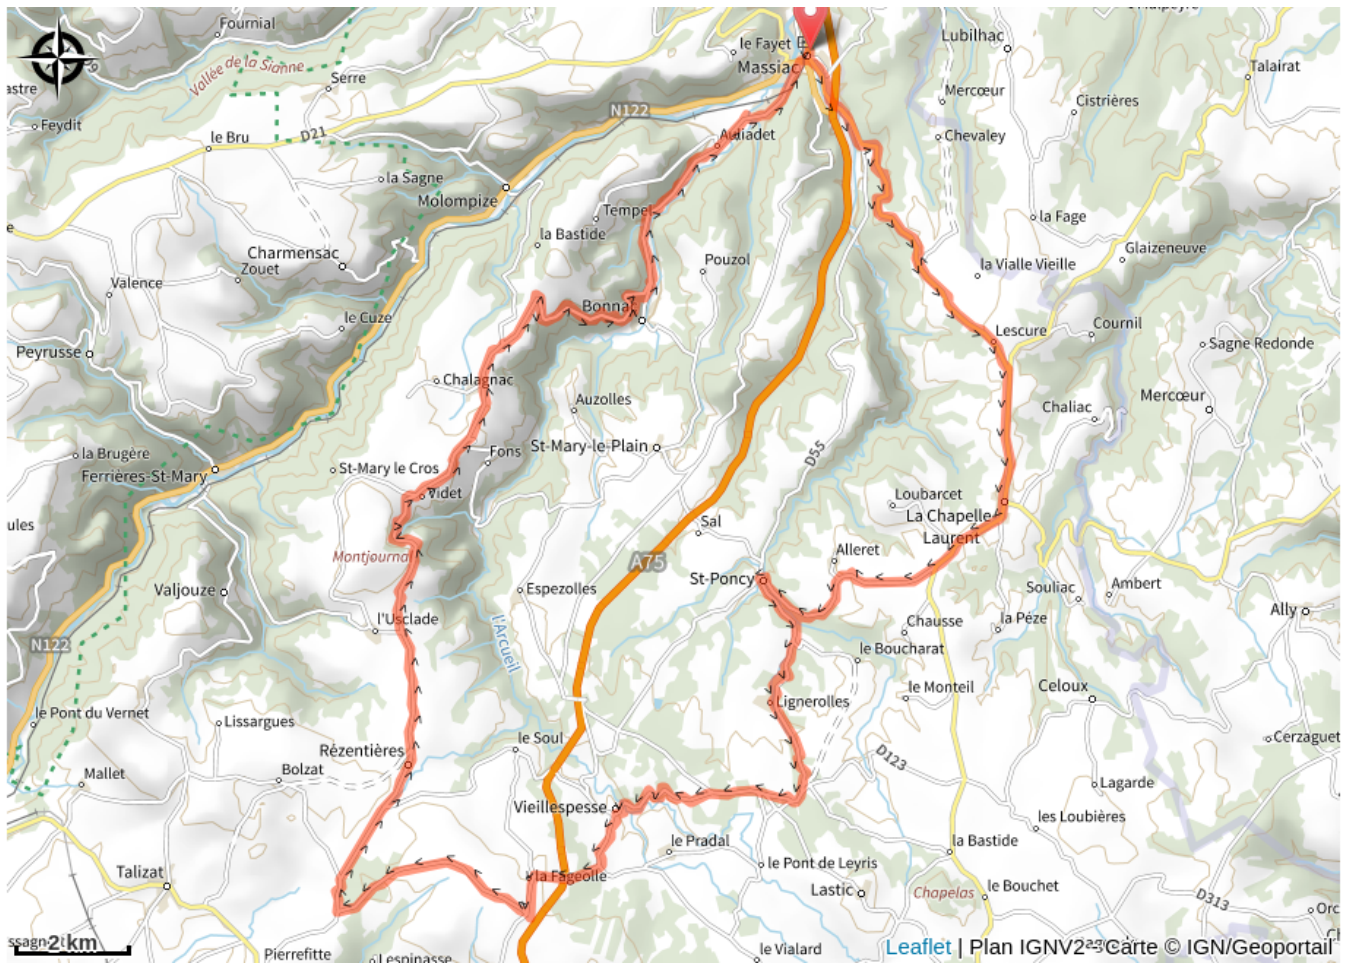 Fournial
le Fayet
Massiac
Lubilhac
Talairat
Vallée de la Sianne
Serre
Mercœur
Cistrières
astre
Feydit
N122
Chevaley
le Bru
D21
Auliadet
la Sagne
Molompize
Tempel
la Fage
la Bastide
Glaizeneuve
Charmensac
Zouet
Pouzol
la Vialle Vieille
Valence
Bonnac
le Cuze
Lescure
Cournil
Peyrusse
Sagne Redonde
Chalagnac
Auzolles
Mercœur
Chaliac
la Brugère
Fons
St-Mary-le-Plain
D55
Ferrières-St-Mary
St-Mary le Cros
Videt
Loubarcet
ules
Sal
La Chapelle
Laurent
Montjournal
A75
Alleret
St-Poncy
Valjouze
Espezolles
Souliac
Ambert
l'Usclade
Ally
l'Arcueil
Chausse
la Pèze
N122
le Boucharat
le Monteil
Celoux
Lignerolles
le Pont du Vernet
Lissargues
le Soul
Cerzaguet
Rézentières
D123
Bolzat
Mallet
Lagarde
Vieillespesse
les Loubières
le Pradal
la Bastide
Talizat
la Fageolle
le Pont de Leyris
Lastic
Chapelas
le Bouchet
D313
Orc
2 km
Pierrefitte
Lespinasse
le Vialard
Leaflet | Plan IGNV2 - Carte © IGN/Geoportail